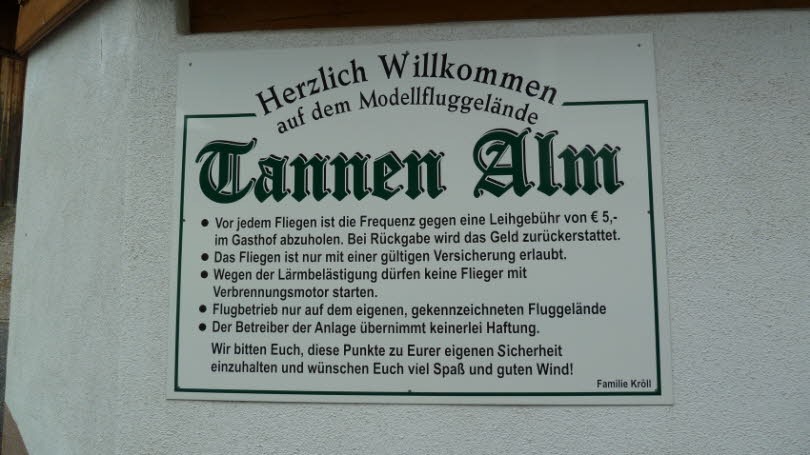 Herzlich Willkommen
auf dem Modellfluggelände
Tannen Alm
● Vor jedem Fliegen ist die Frequenz gegen eine Leihgebühr von € 5,-
im Gasthof abzuholen. Bei Rückgabe wird das Geld zurückerstattet.
● Das Fliegen ist nur mit einer gültigen Versicherung erlaubt.
● Wegen der Lärmbelästigung dürfen keine Flieger mit
Verbrennungsmotor starten.
● Flugbetrieb nur auf dem eigenen, gekennzeichneten Fluggelände
● Der Betreiber der Anlage übernimmt keinerlei Haftung.
Wir bitten Euch, diese Punkte zu Eurer eigenen Sicherheit
einzuhalten und wünschen Euch viel Spaß und guten Wind!
Familie Kröll